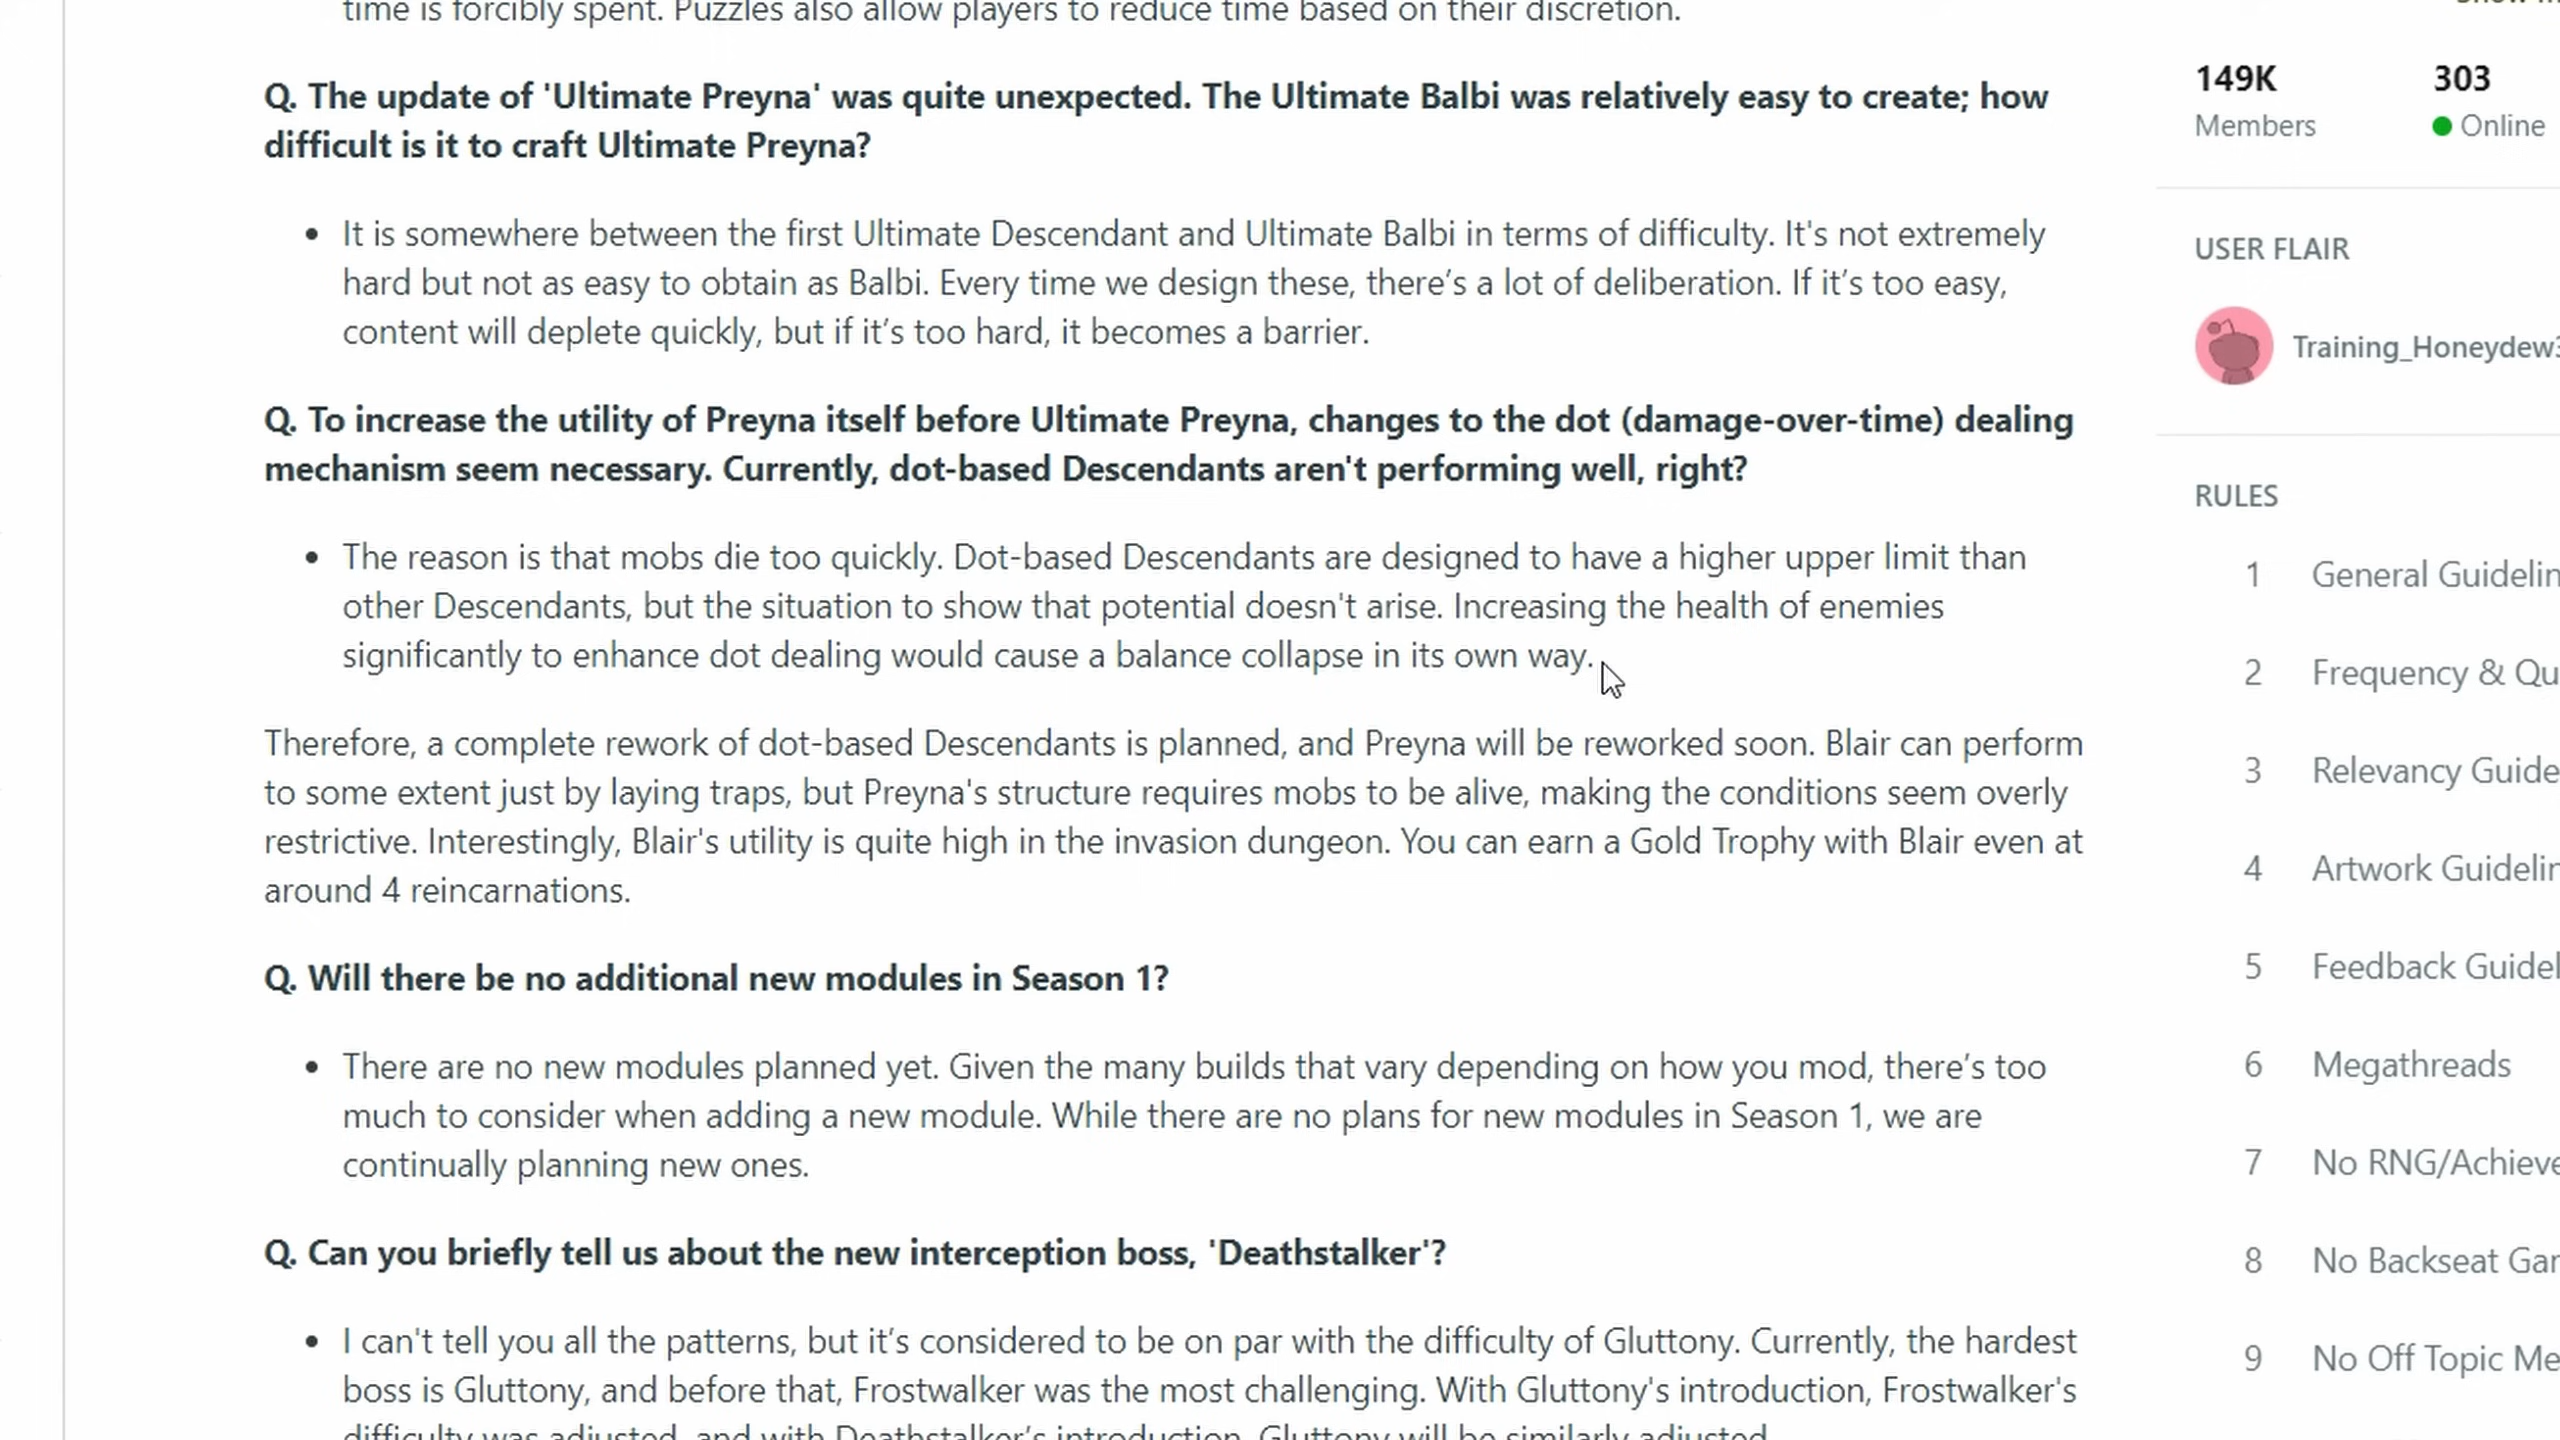 time is forcibly spent. Puzzles also allow players to reduce time based on their discretion.
Q. The update of 'Ultimate Preyna' was quite unexpected. The Ultimate Balbi was relatively easy to create; how
difficult is it to craft Ultimate Preyna?
• It is somewhere between the first Ultimate Descendant and Ultimate Balbi in terms of difficulty. It's not extremely
hard but not as easy to obtain as Balbi. Every time we design these, there’s a lot of deliberation. If it’s too easy,
content will deplete quickly, but if it’s too hard, it becomes a barrier.
Q. To increase the utility of Preyna itself before Ultimate Preyna, changes to the dot (damage-over-time) dealing
mechanism seem necessary. Currently, dot-based Descendants aren't performing well, right?
• The reason is that mobs die too quickly. Dot-based Descendants are designed to have a higher upper limit than
other Descendants, but the situation to show that potential doesn't arise. Increasing the health of enemies
significantly to enhance dot dealing would cause a balance collapse in its own way.
Therefore, a complete rework of dot-based Descendants is planned, and Preyna will be reworked soon. Blair can perform
to some extent just by laying traps, but Preyna's structure requires mobs to be alive, making the conditions seem overly
restrictive. Interestingly, Blair's utility is quite high in the invasion dungeon. You can earn a Gold Trophy with Blair even at
around 4 reincarnations.
Q. Will there be no additional new modules in Season 1?
• There are no new modules planned yet. Given the many builds that vary depending on how you mod, there’s too
much to consider when adding a new module. While there are no plans for new modules in Season 1, we are
continually planning new ones.
Q. Can you briefly tell us about the new interception boss, 'Deathstalker'?
• I can't tell you all the patterns, but it’s considered to be on par with the difficulty of Gluttony. Currently, the hardest
boss is Gluttony, and before that, Frostwalker was the most challenging. With Gluttony's introduction, Frostwalker's
difficulty was adjusted, and with Deathstalker’s introduction, Gluttony will be similarly adjusted.
149K 303
Members Online
USER FLAIR
Training_Honeydew
RULES
1 General Guidelin
2 Frequency & Qu
3 Relevancy Guide
4 Artwork Guidelin
5 Feedback Guidel
6 Megathreads
7 No RNG/Achieve
8 No Backseat Gar
9 No Off Topic Me